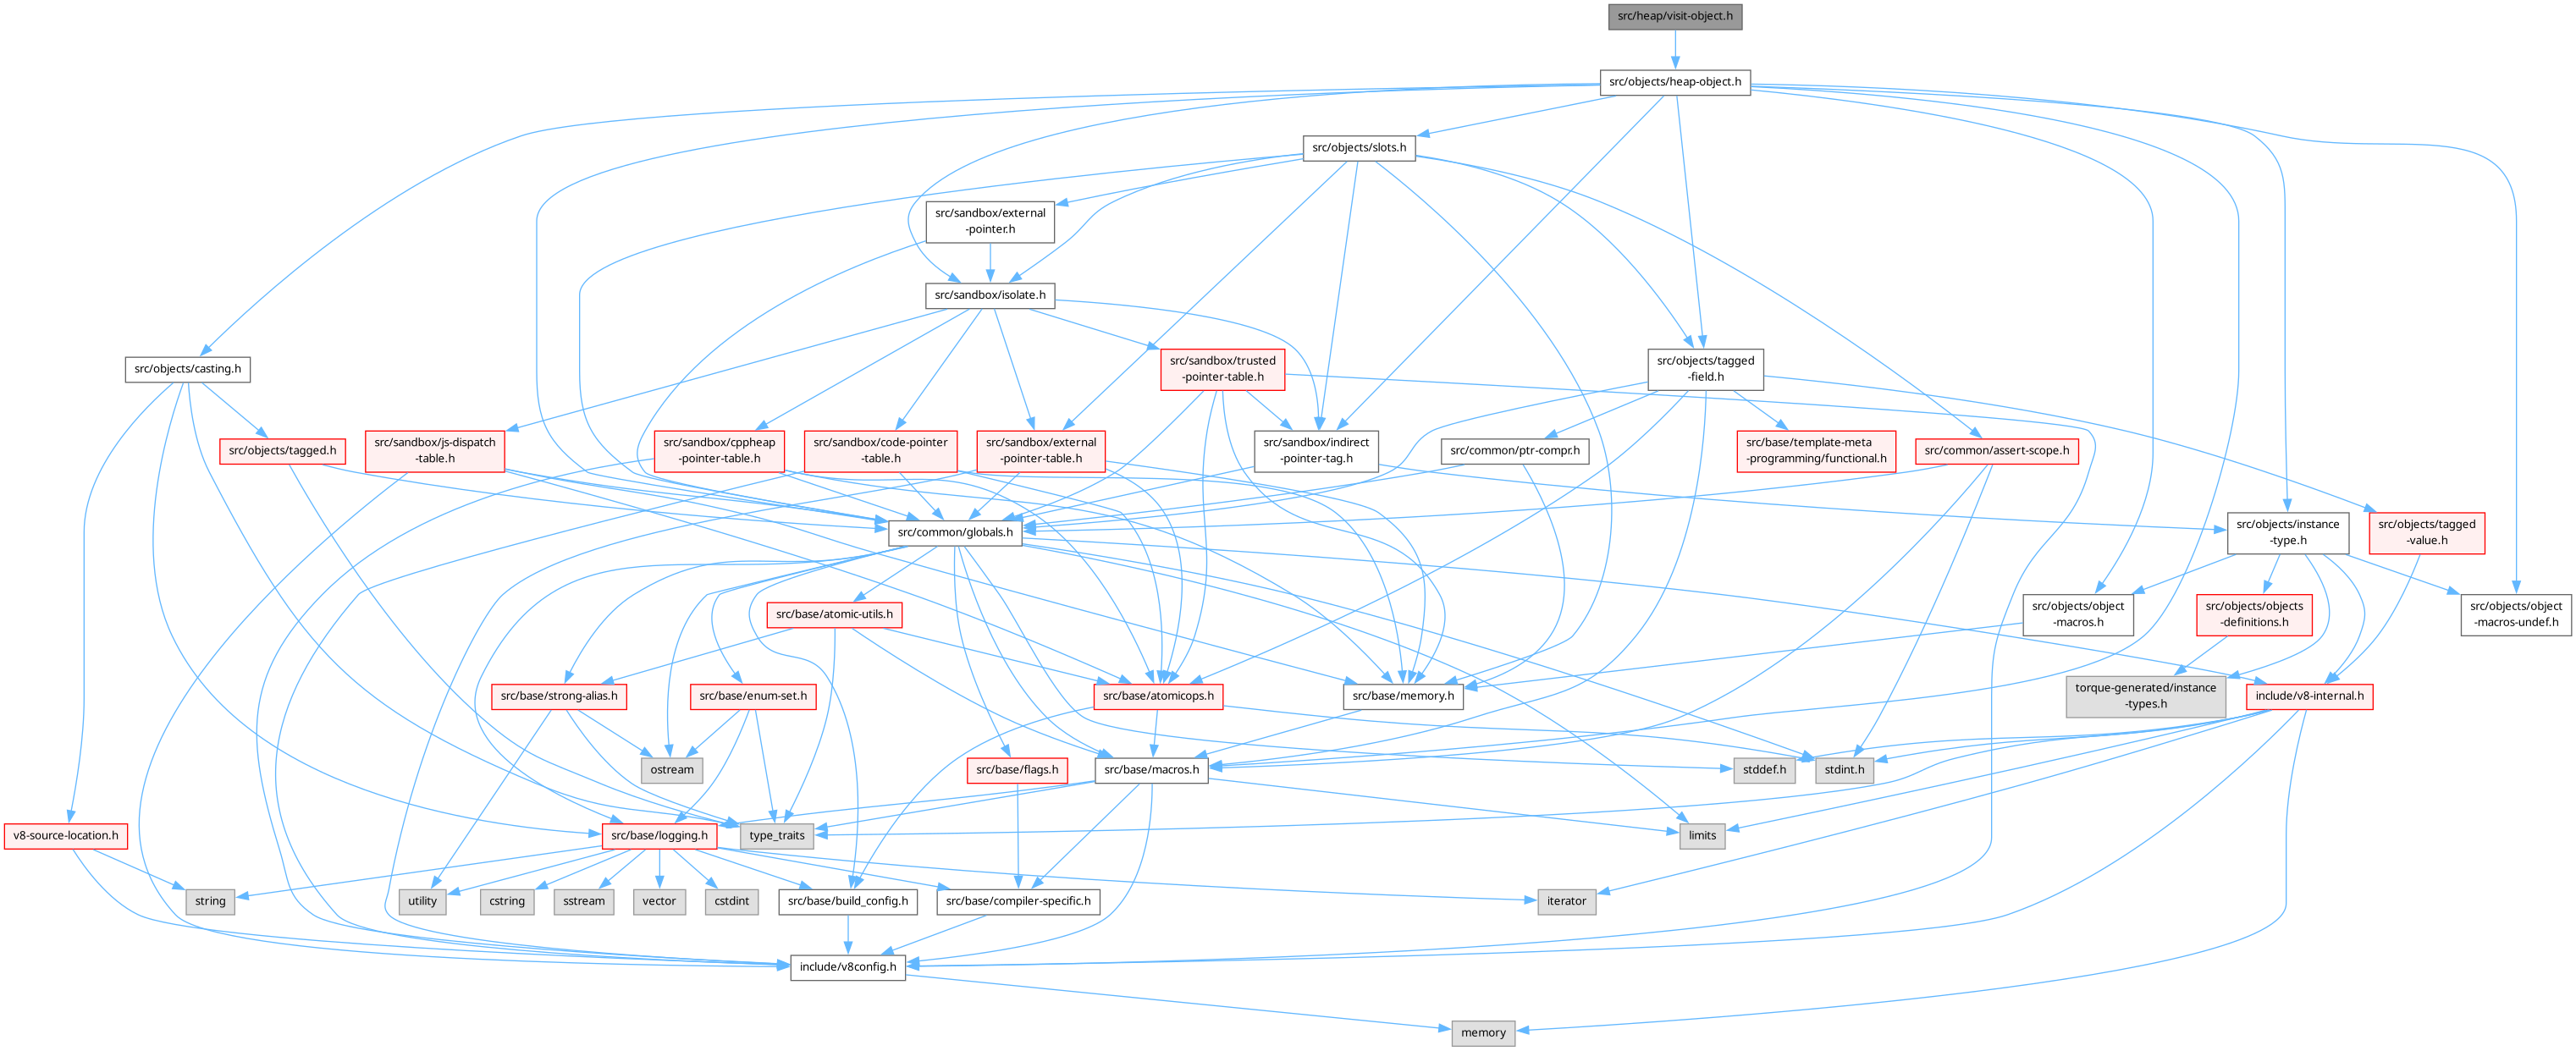 src/heap/visit-object.h
src/objects/heap-object.h
src/objects/slots.h
src/sandbox/external
-pointer.h
src/sandbox/isolate.h
src/objects/casting.h
src/sandbox/trusted
-pointer-table.h
src/objects/tagged
-field.h
src/objects/tagged.h
src/sandbox/js-dispatch
-table.h
src/sandbox/cppheap
-pointer-table.h
src/sandbox/code-pointer
-table.h
src/sandbox/external
-pointer-table.h
src/sandbox/indirect
-pointer-tag.h
src/common/ptr-compr.h
src/base/template-meta
-programming/functional.h
src/common/assert-scope.h
src/common/globals.h
src/objects/instance
-type.h
src/objects/tagged
-value.h
src/base/atomic-utils.h
src/objects/object
-macros.h
src/objects/objects
-definitions.h
src/objects/object
-macros-undef.h
src/base/strong-alias.h
src/base/enum-set.h
src/base/atomicops.h
src/base/memory.h
torque-generated/instance
-types.h
include/v8-internal.h
ostream
src/base/flags.h
src/base/macros.h
stddef.h
stdint.h
v8-source-location.h
src/base/logging.h
type_traits
limits
string
utility
cstring
sstream
vector
cstdint
src/base/build_config.h
src/base/compiler-specific.h
iterator
include/v8config.h
memory